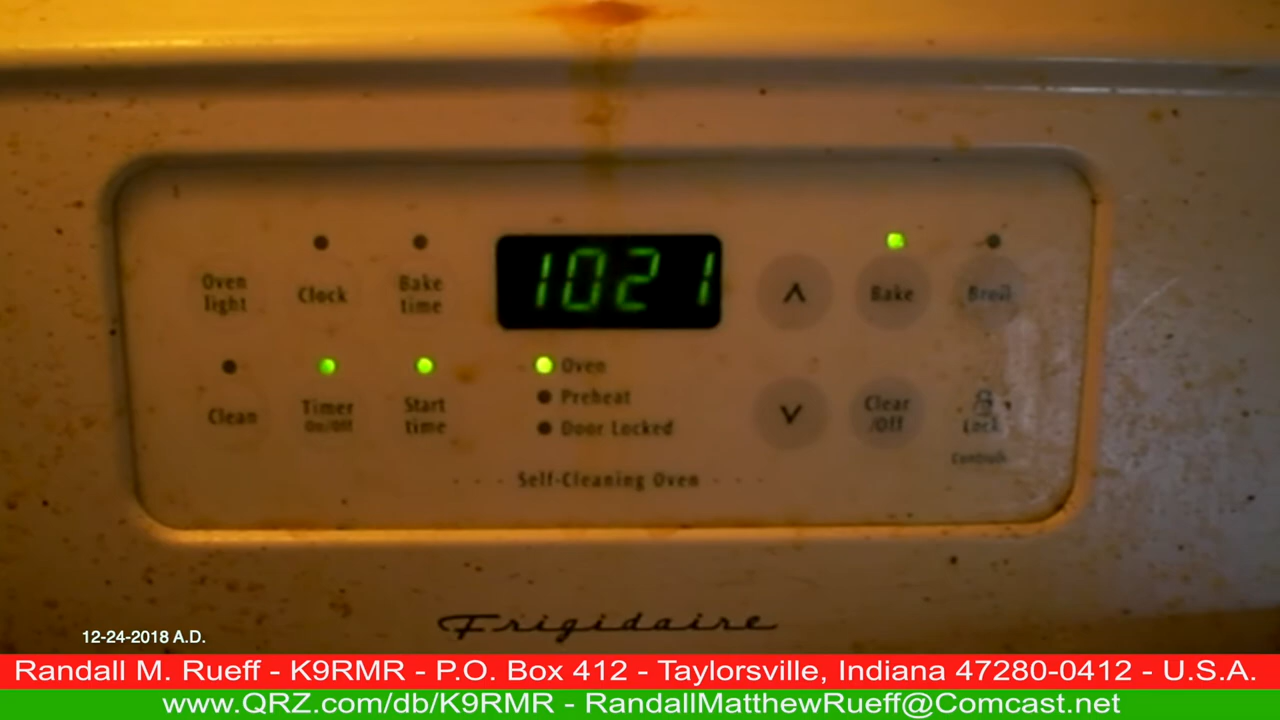 Oven light
Clock
Bake time
1021
^
Bake
Broil
Clean
Timer On/Off
Start time
Oven
Preheat
Door Locked
v
Clear /Off
Lock
Controls
Self-Cleaning Oven
Frigidaire
12-24-2018 A.D.
Randall M. Rueff - K9RMR - P.O. Box 412 - Taylorsville, Indiana 47280-0412 - U.S.A.
www.QRZ.com/db/K9RMR - RandallMatthewRueff@Comcast.net